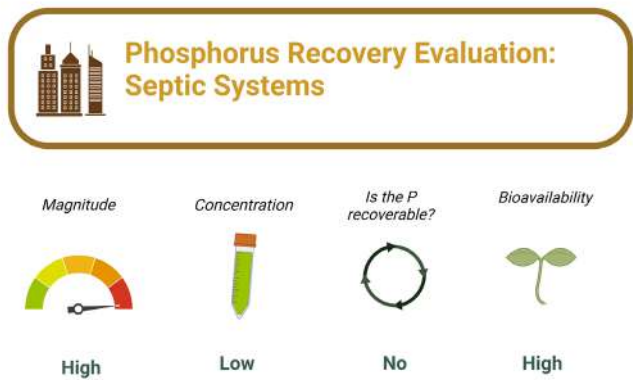 Phosphorus Recovery Evaluation:
Septic Systems
Magnitude
Concentration
Is the P
recoverable?
Bioavailability
High
Low
No
High